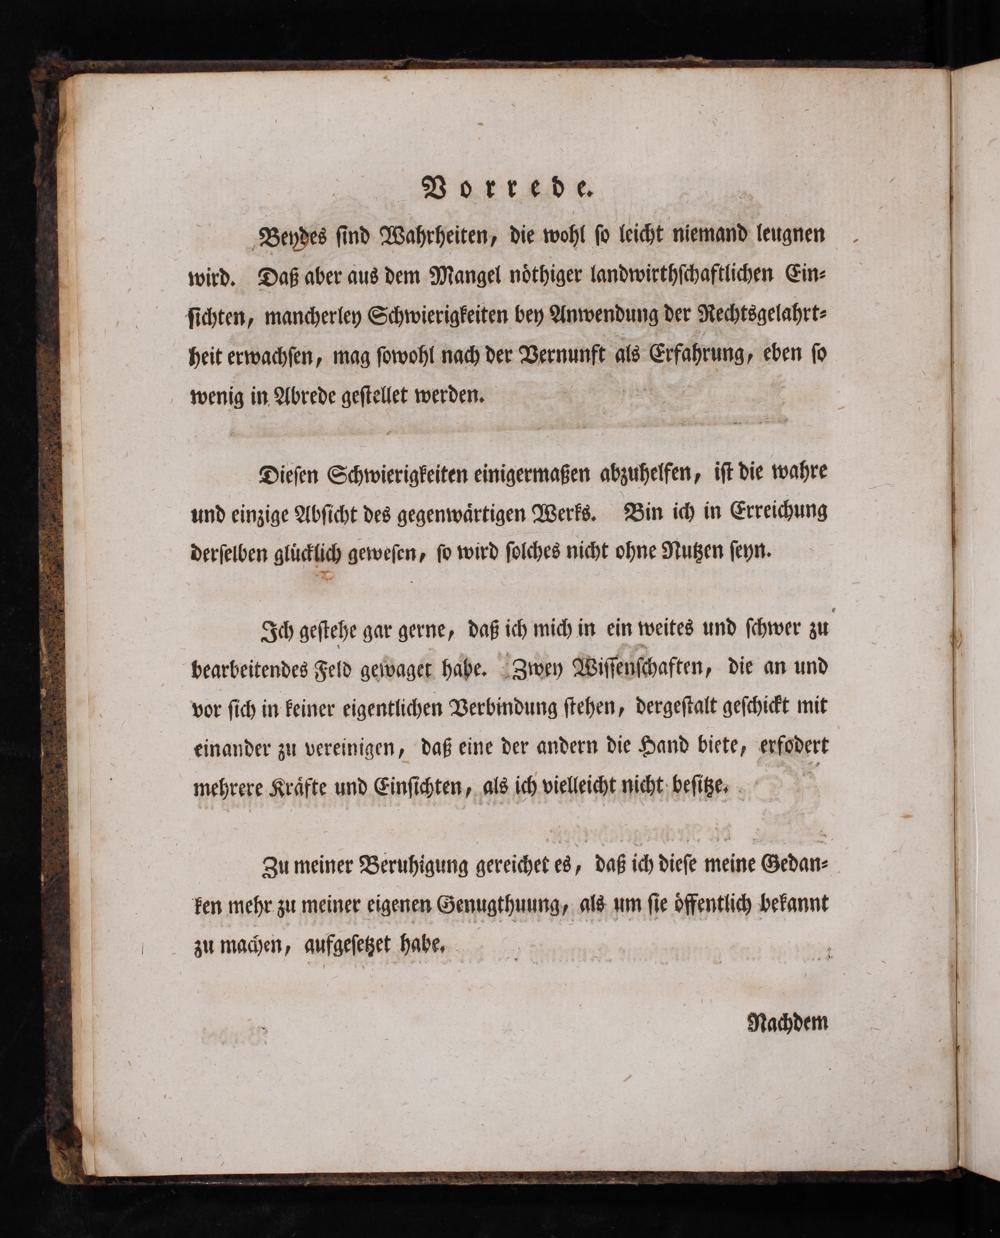 Vorrede.
Beydes ſind Wahrheiten, die wohl ſo leicht niemand leugnen
wird. Daß aber aus dem Mangel nöthiger landwirthſchaftlichen Ein⸗
ſichten, mancherley Schwierigkeiten bey Anwendung der Rechtsgelahrt⸗
heit erwachſen, mag ſowohl nach der Vernunft als Erfahrung, eben ſo
wenig in Abrede geſtellet werden.
Dieſen Schwierigkeiten einigermaßen abzuhelfen, iſt die wahre
und einzige Abſicht des gegenwärtigen Werks. Bin ich in Erreichung
derſelben glücklich geweſen, ſo wird ſolches nicht ohne Nutzen ſeyn.
Ich geſtehe gar gerne, daß ich mich in ein weites und ſchwer zu
bearbeitendes Feld gewaget habe. Zwey Wiſſenſchaften, die an und
vor ſich in keiner eigentlichen Verbindung ſtehen, dergeſtalt geſchickt mit
einander zu vereinigen, daß eine der andern die Hand biete, erfodert
mehrere Kräfte und Einſichten, als ich vielleicht nicht beſitze.
Zu meiner Beruhigung gereichet es, daß ich dieſe meine Gedan⸗
ken mehr zu meiner eigenen Genugthuung, als um ſie öffentlich bekannt
zu machen, aufgeſetzet habe.
Nachdem